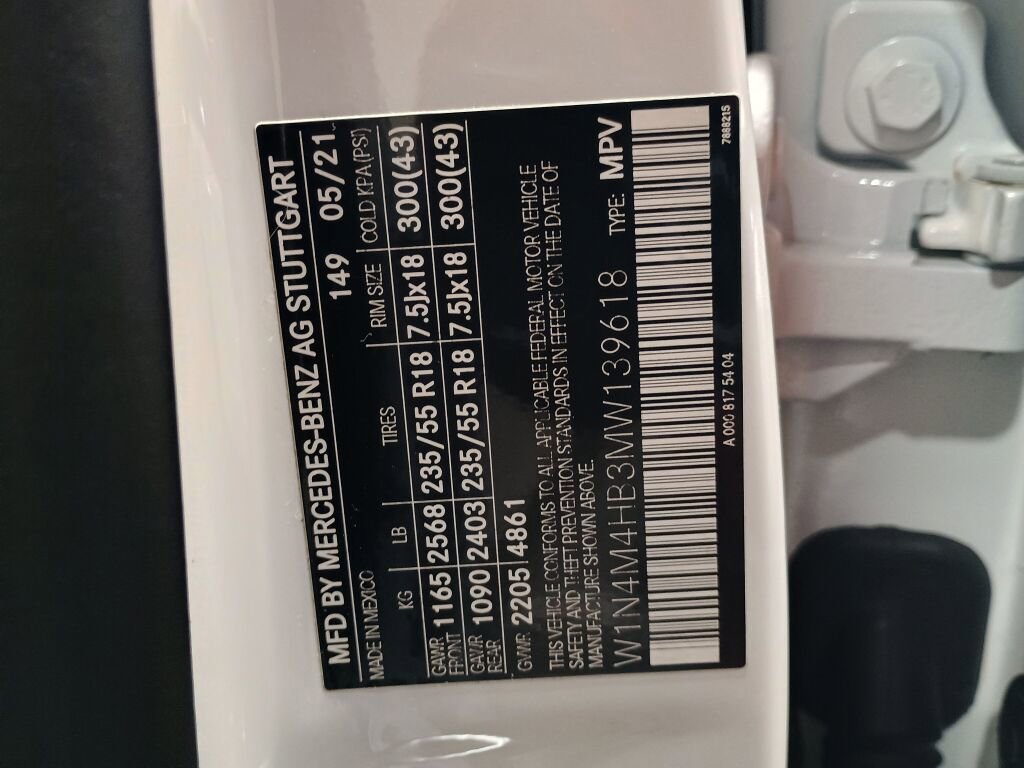 MFD BY MERCEDES-BENZ AG STUTTGART
MADE IN MEXICO 149 05/21
KG LB TIRES RIM SIZE COLD KPA (PSI)
GAWR FRONT 1165 2568 235/55 R18 7.5Jx18 300(43)
GAWR REAR 1090 2403 235/55 R18 7.5Jx18 300(43)
GVWR 2205 4861
THIS VEHICLE CONFORMS TO ALL APPLICABLE FEDERAL MOTOR VEHICLE
SAFETY AND THEFT PREVENTION STANDARDS IN EFFECT ON THE DATE OF
MANUFACTURE SHOWN ABOVE.
W1N4M4HB3MW139618 TYPE: MPV
A 000 817 54 04 7888215